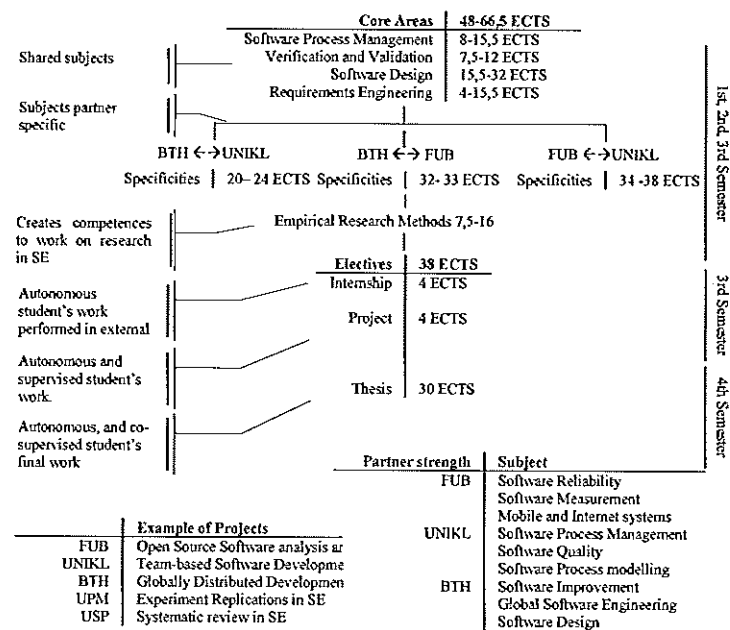 Core Areas 48-66,5 ECTS
Software Process Management 8-15,5 ECTS
Verification and Validation 7,5-12 ECTS
Software Design 15,5-32 ECTS
Requirements Engineering 4-15,5 ECTS
Shared subjects
Subjects partner
specific
BTH ←→ UNIKL BTH ←→ FUB FUB ←→ UNIKL
Specificities 20–24 ECTS Specificities 32-33 ECTS Specificities 34-38 ECTS
1st, 2nd, 3rd Semester
Creates competences
to work on research
in SE
Empirical Research Methods 7,5-16
Electives 38 ECTS
Internship 4 ECTS
Project 4 ECTS
Thesis 30 ECTS
Autonomous
student's work
performed in external
Autonomous and
supervised student's
work.
Autonomous, and co-
supervised student's
final work
3rd Semester
4th Semester
Partner strength Subject
FUB Software Reliability
Software Measurement
Mobile and Internet systems
UNIKL Software Process Management
Software Quality
Software Process modelling
BTH Software Improvement
Global Software Engineering
Software Design
Example of Projects
FUB Open Source Software analysis ar
UNIKL Team-based Software Developme
BTH Globally Distributed Developmen
UPM Experiment Replications in SE
USP Systematic review in SE